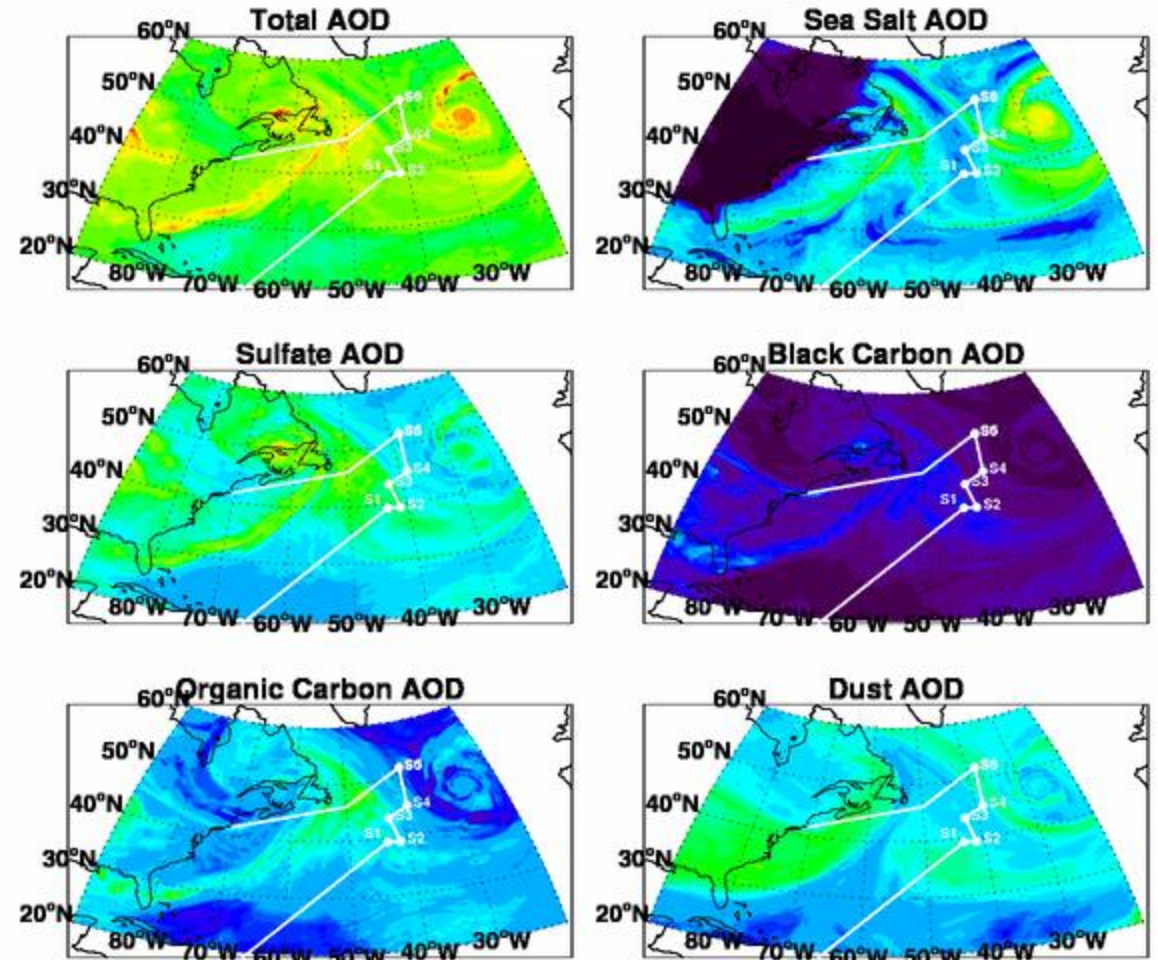 Total AOD
60°N
50°N
40°N
30°N
20°N
80°W 70°W 60°W 50°W 40°W 30°W
S6
S4
S3
S1 S2
Sea Salt AOD
60°N
50°N
40°N
30°N
20°N
80°W 70°W 60°W 50°W 40°W 30°W
S6
S4
S3
S1 S2
Sulfate AOD
60°N
50°N
40°N
30°N
20°N
80°W 70°W 60°W 50°W 40°W 30°W
S6
S4
S3
S1 S2
Black Carbon AOD
60°N
50°N
40°N
30°N
20°N
80°W 70°W 60°W 50°W 40°W 30°W
S6
S4
S3
S1 S2
Organic Carbon AOD
60°N
50°N
40°N
30°N
20°N
80°W 70°W 60°W 50°W 40°W 30°W
S6
S4
S3
S1 S2
Dust AOD
60°N
50°N
40°N
30°N
20°N
80°W 70°W 60°W 50°W 40°W 30°W
S6
S4
S3
S1 S2